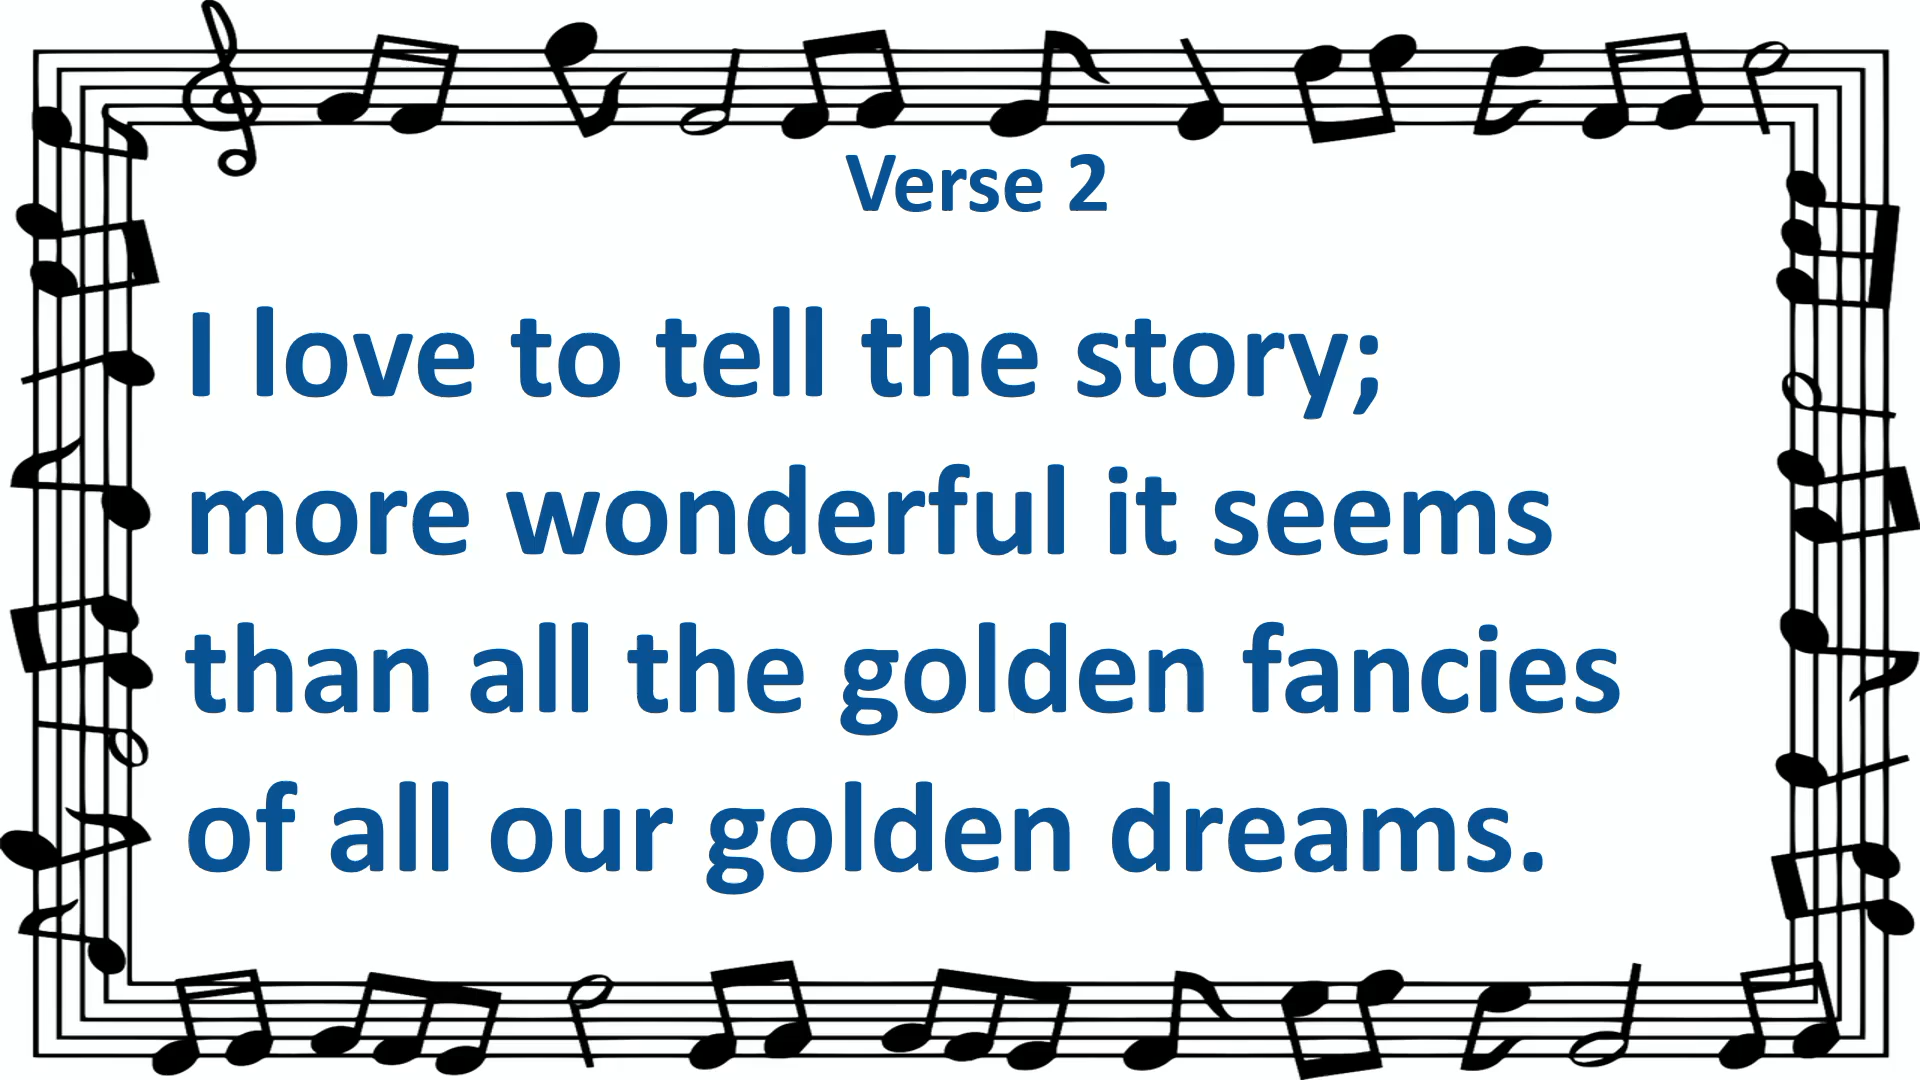 Verse 2
I love to tell the story;
more wonderful it seems
than all the golden fancies
of all our golden dreams.